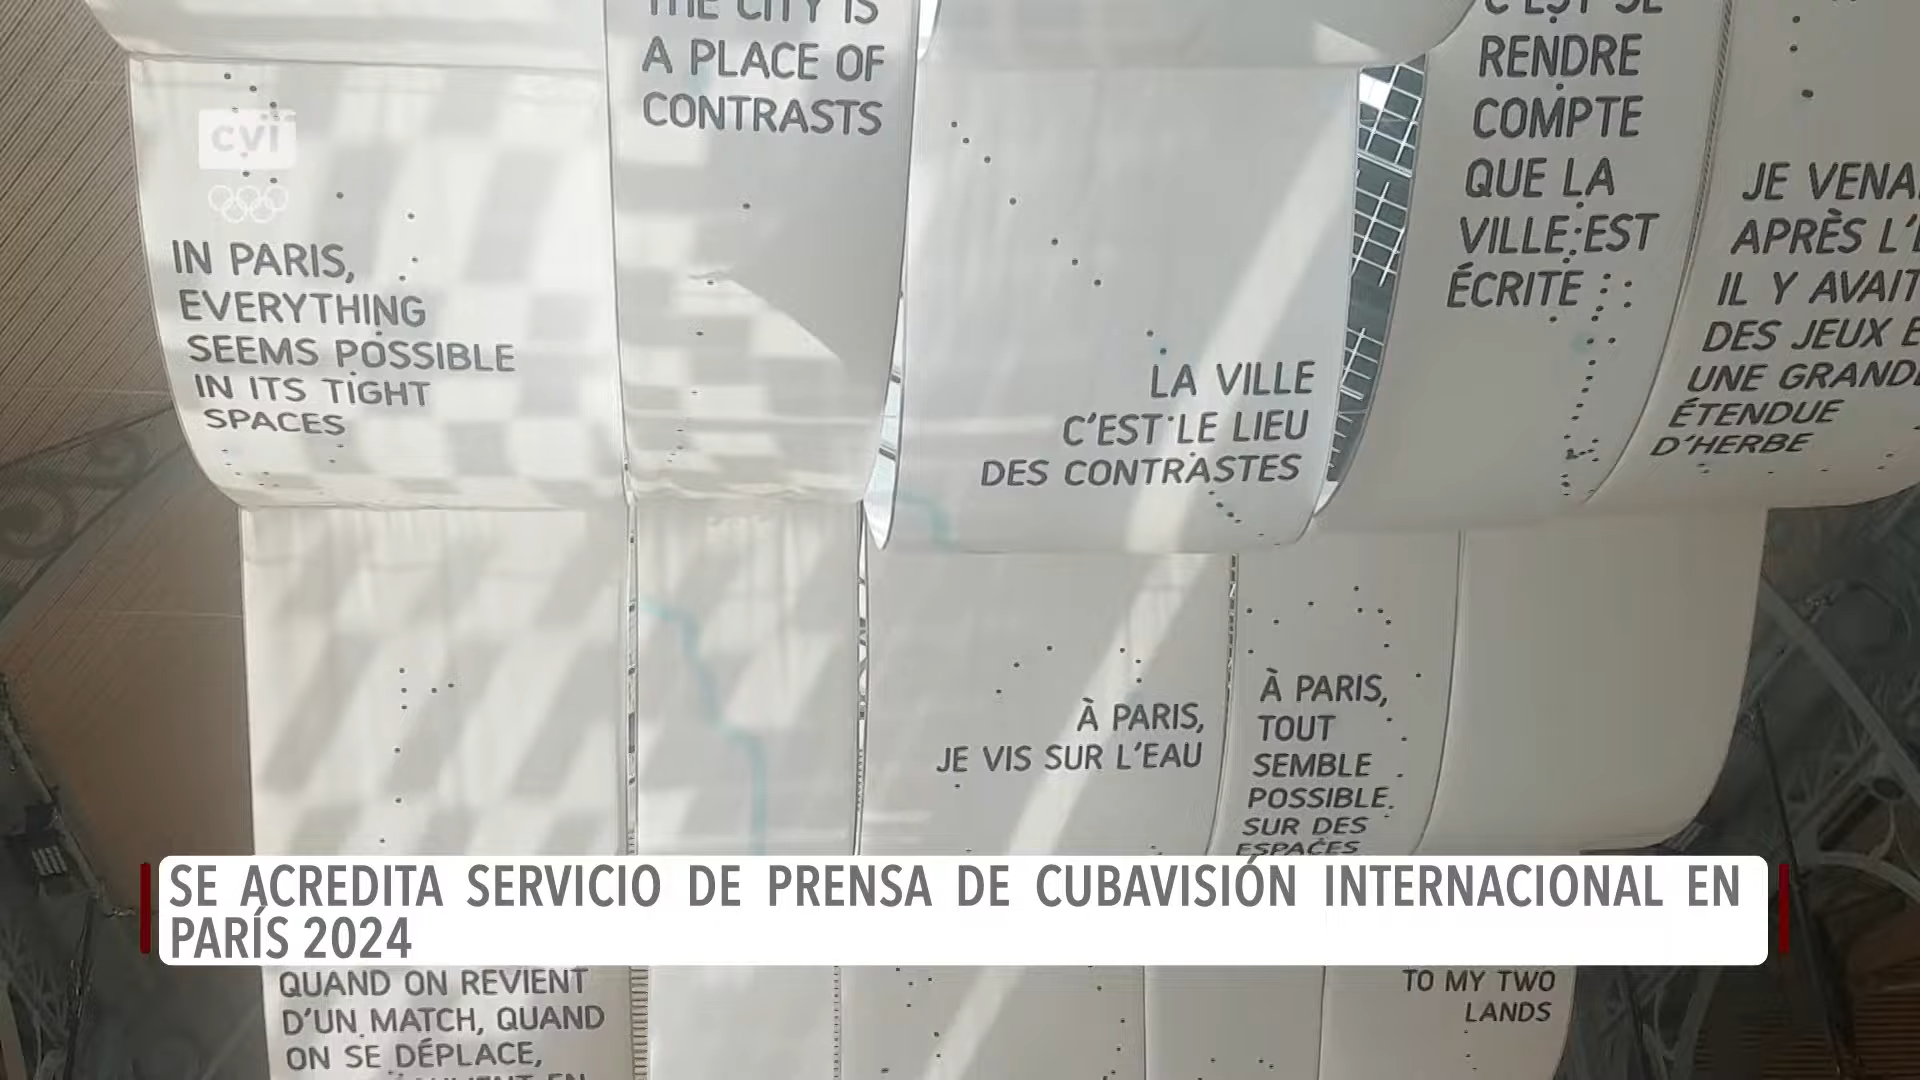 THE CITY IS
A PLACE OF
CONTRASTS
C'EST SE
RENDRE
COMPTE
QUE LA
VILLE EST
ÉCRITE
cvi
IN PARIS,
EVERYTHING
SEEMS POSSIBLE
IN ITS TIGHT
SPACES
JE VENA
APRÈS L'É
IL Y AVAIT
DES JEUX E
UNE GRANDE
ÉTENDUE
D'HERBE
LA VILLE
C'EST LE LIEU
DES CONTRASTES
À PARIS,
JE VIS SUR L'EAU
À PARIS,
TOUT
SEMBLE
POSSIBLE
SUR DES
ESPACES
SE ACREDITA SERVICIO DE PRENSA DE CUBAVISIÓN INTERNACIONAL EN
PARÍS 2024
QUAND ON REVIENT
D'UN MATCH, QUAND
ON SE DÉPLACE,
TO MY TWO
LANDS